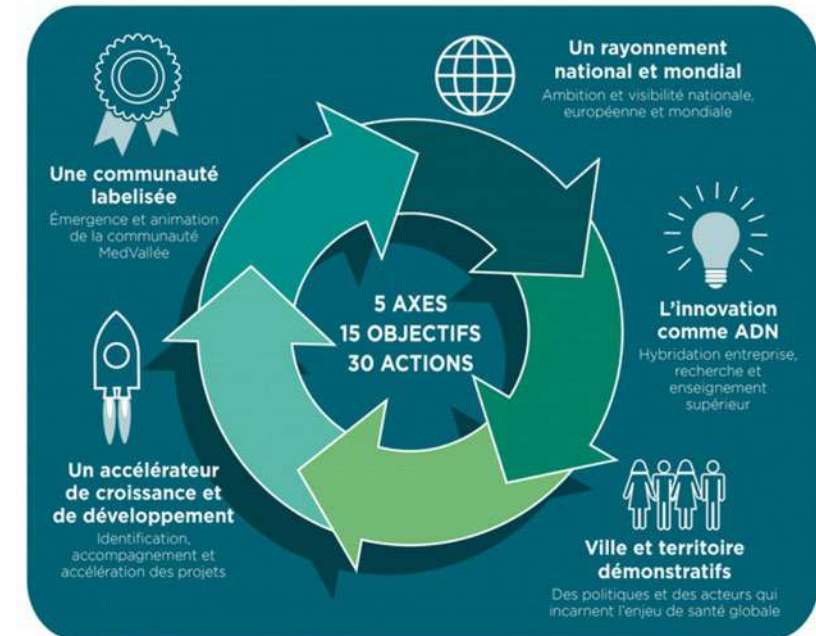 Une communauté
labelisée
Émergence et animation
de la communauté
MedVallée
Un rayonnement
national et mondial
Ambition et visibilité nationale,
européenne et mondiale
L'innovation
comme ADN
Hybridation entreprise,
recherche et
enseignement
supérieur
5 AXES
15 OBJECTIFS
30 ACTIONS
Un accélérateur
de croissance et
de développement
Identification,
accompagnement et
accélération des projets
Ville et territoire
démonstratifs
Des politiques et des acteurs qui
incarnent l'enjeu de santé globale